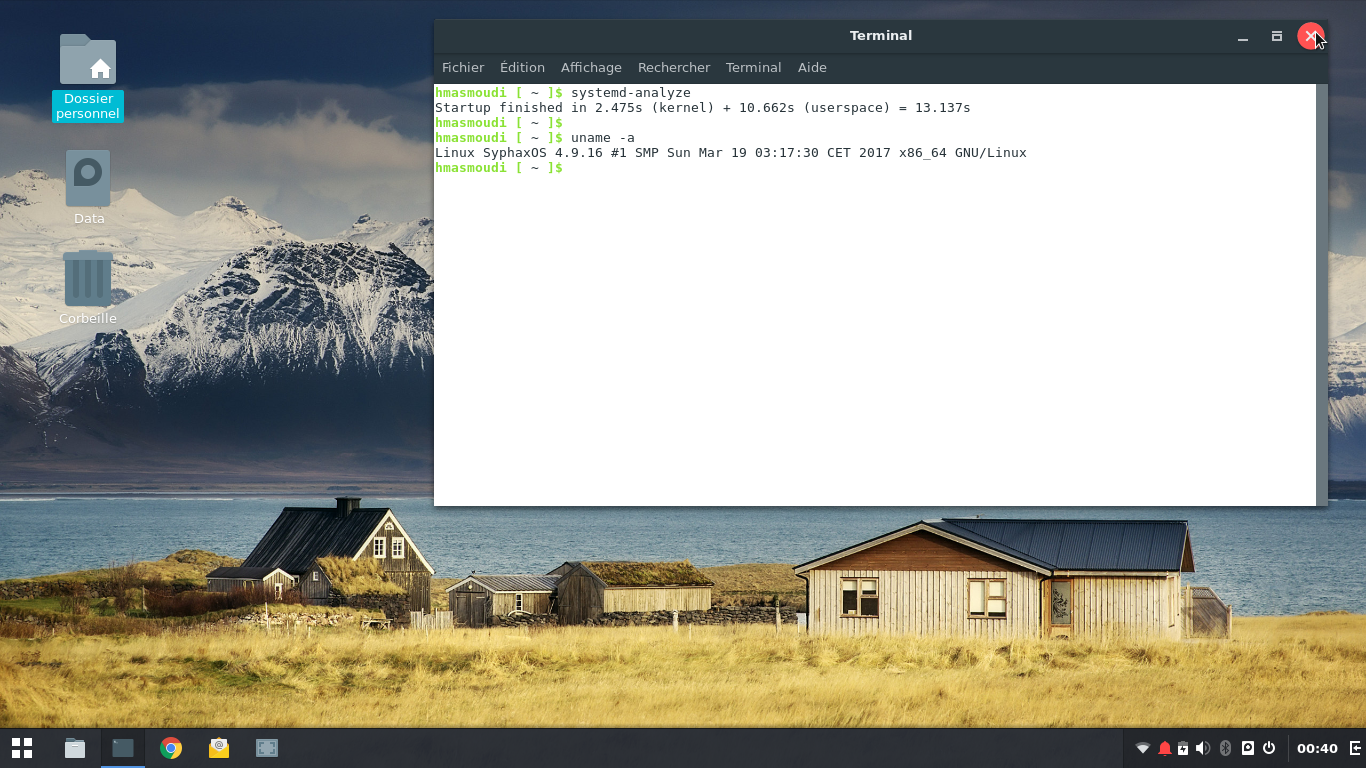 Dossier
personnel
Data
Corbeille
Terminal
Fichier Édition Affichage Rechercher Terminal Aide
hmasmoudi [ ~ ]$ systemd-analyze
Startup finished in 2.475s (kernel) + 10.662s (userspace) = 13.137s
hmasmoudi [ ~ ]$
hmasmoudi [ ~ ]$ uname -a
Linux SyphaxOS 4.9.16 #1 SMP Sun Mar 19 03:17:30 CET 2017 x86_64 GNU/Linux
hmasmoudi [ ~ ]$
00:40